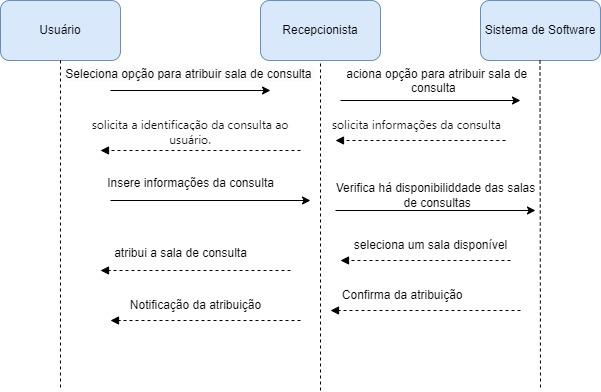 Usuário
Recepcionista
Sistema de Software
Seleciona opção para atribuir sala de consulta
aciona opção para atribuir sala de
consulta
solicita a identificação da consulta ao
usuário.
solicita informações da consulta
Insere informações da consulta
Verifica há disponibiliddade das salas
de consultas
atribui a sala de consulta
seleciona um sala disponível
Notificação da atribuição
Confirma da atribuição